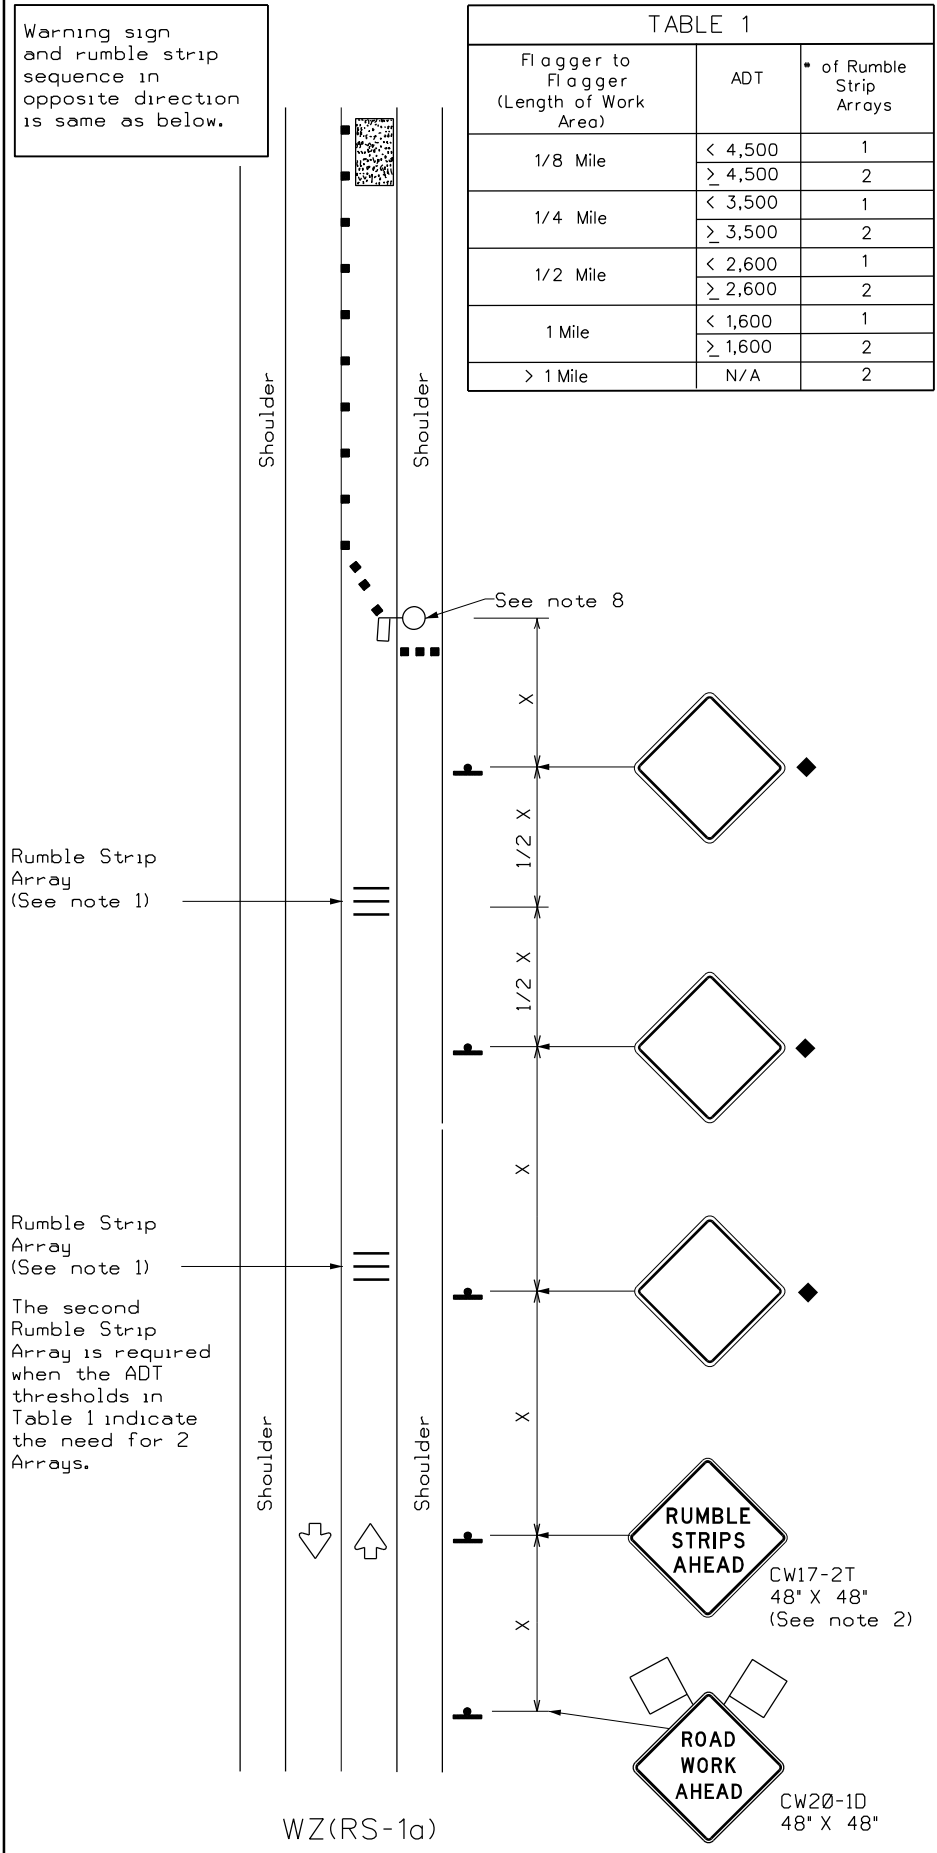 Warning sign
and rumble strip
sequence in
opposite direction
is same as below.
TABLE 1
Flagger to
Flagger
(Length of Work
Area)
ADT
* of Rumble
Strip
Arrays
1/8 Mile
< 4,500
1
≥ 4,500
2
1/4 Mile
< 3,500
1
≥ 3,500
2
1/2 Mile
< 2,600
1
≥ 2,600
2
1 Mile
< 1,600
1
≥ 1,600
2
> 1 Mile
N/A
2
Shoulder
Shoulder
See note 8
X
1/2 X
Rumble Strip
Array
(See note 1)
1/2 X
X
Rumble Strip
Array
(See note 1)
The second
Rumble Strip
Array is required
when the ADT
thresholds in
Table 1 indicate
the need for 2
Arrays.
Shoulder
Shoulder
X
RUMBLE
STRIPS
AHEAD
CW17-2T
48" X 48"
(See note 2)
X
ROAD
WORK
AHEAD
CW20-1D
48" X 48"
WZ(RS-1a)